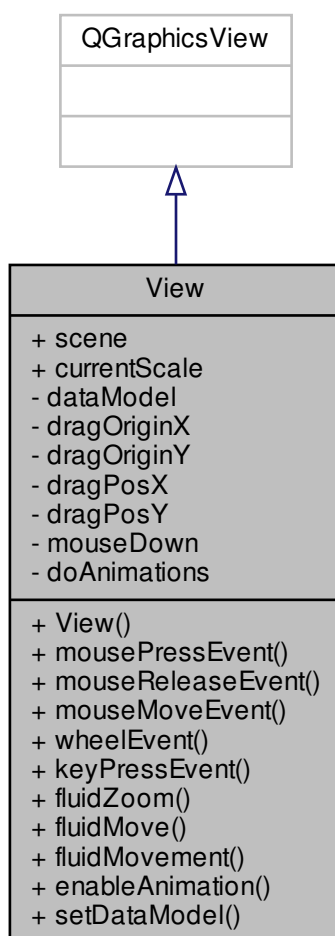 QGraphicsView
View
+ scene
+ currentScale
- dataModel
- dragOriginX
- dragOriginY
- dragPosX
- dragPosY
- mouseDown
- doAnimations
+ View()
+ mousePressEvent()
+ mouseReleaseEvent()
+ mouseMoveEvent()
+ wheelEvent()
+ keyPressEvent()
+ fluidZoom()
+ fluidMove()
+ fluidMovement()
+ enableAnimation()
+ setDataModel()